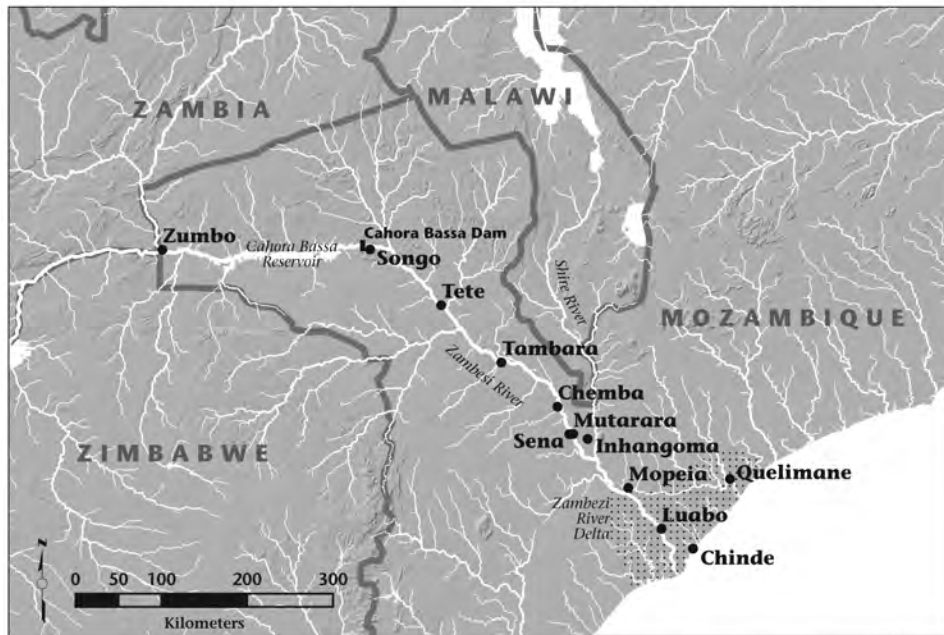 ZAMBIA
MALAWI
Zumbo
Cahora Bassa
Reservoir
Cahora Bassa Dam
Songo
Tete
Shire River
MOZAMBIQUE
Tambara
Zambesi River
Chemba
Mutarara
Sena
Inhangoma
ZIMBABWE
Mopeia
Quelimane
Zambezi
River
Delta
Luabo
Chinde
N
0 50 100 200 300
Kilometers